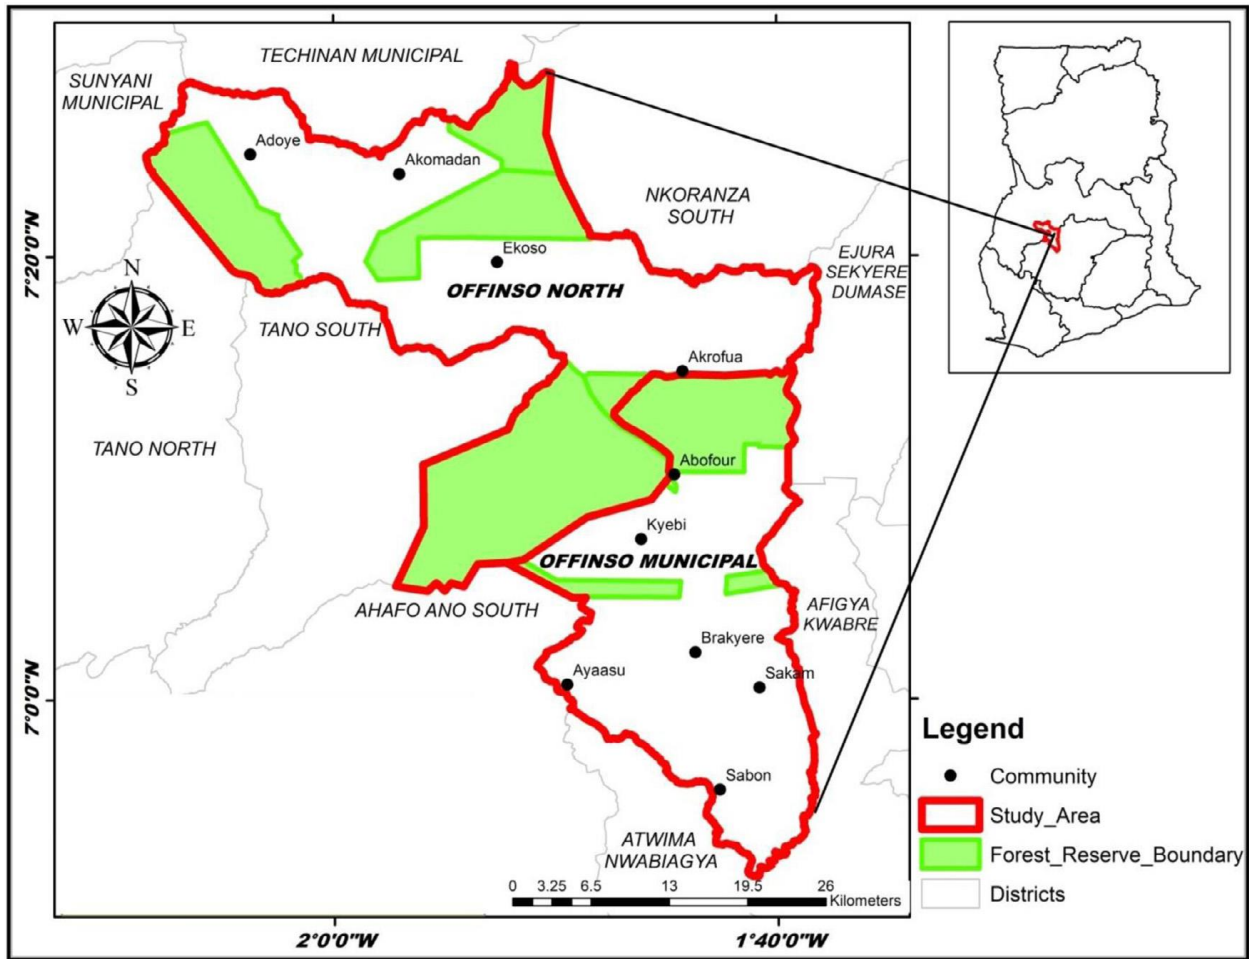 TECHINAN MUNICIPAL
SUNYANI
MUNICIPAL
Adoye
Akomadan
NKORANZA
SOUTH
7°20'0"N
Ekoso
EJURA
SEKYERE
DUMASE
OFFINSO NORTH
N
W
E
S
TANO SOUTH
Akrofua
TANO NORTH
Abofour
Kyebi
OFFINSO MUNICIPAL
AHAFO ANO SOUTH
AFIGYA
KWABRE
Brakyere
Ayaasu
Sakam
7°0'0"N
Sabon
ATWIMA
NWABIAGYA
0 3.25 6.5 13 19.5 26
Kilometers
2°0'0"W
1°40'0"W
Legend
Community
Study_Area
Forest_Reserve_Boundary
Districts